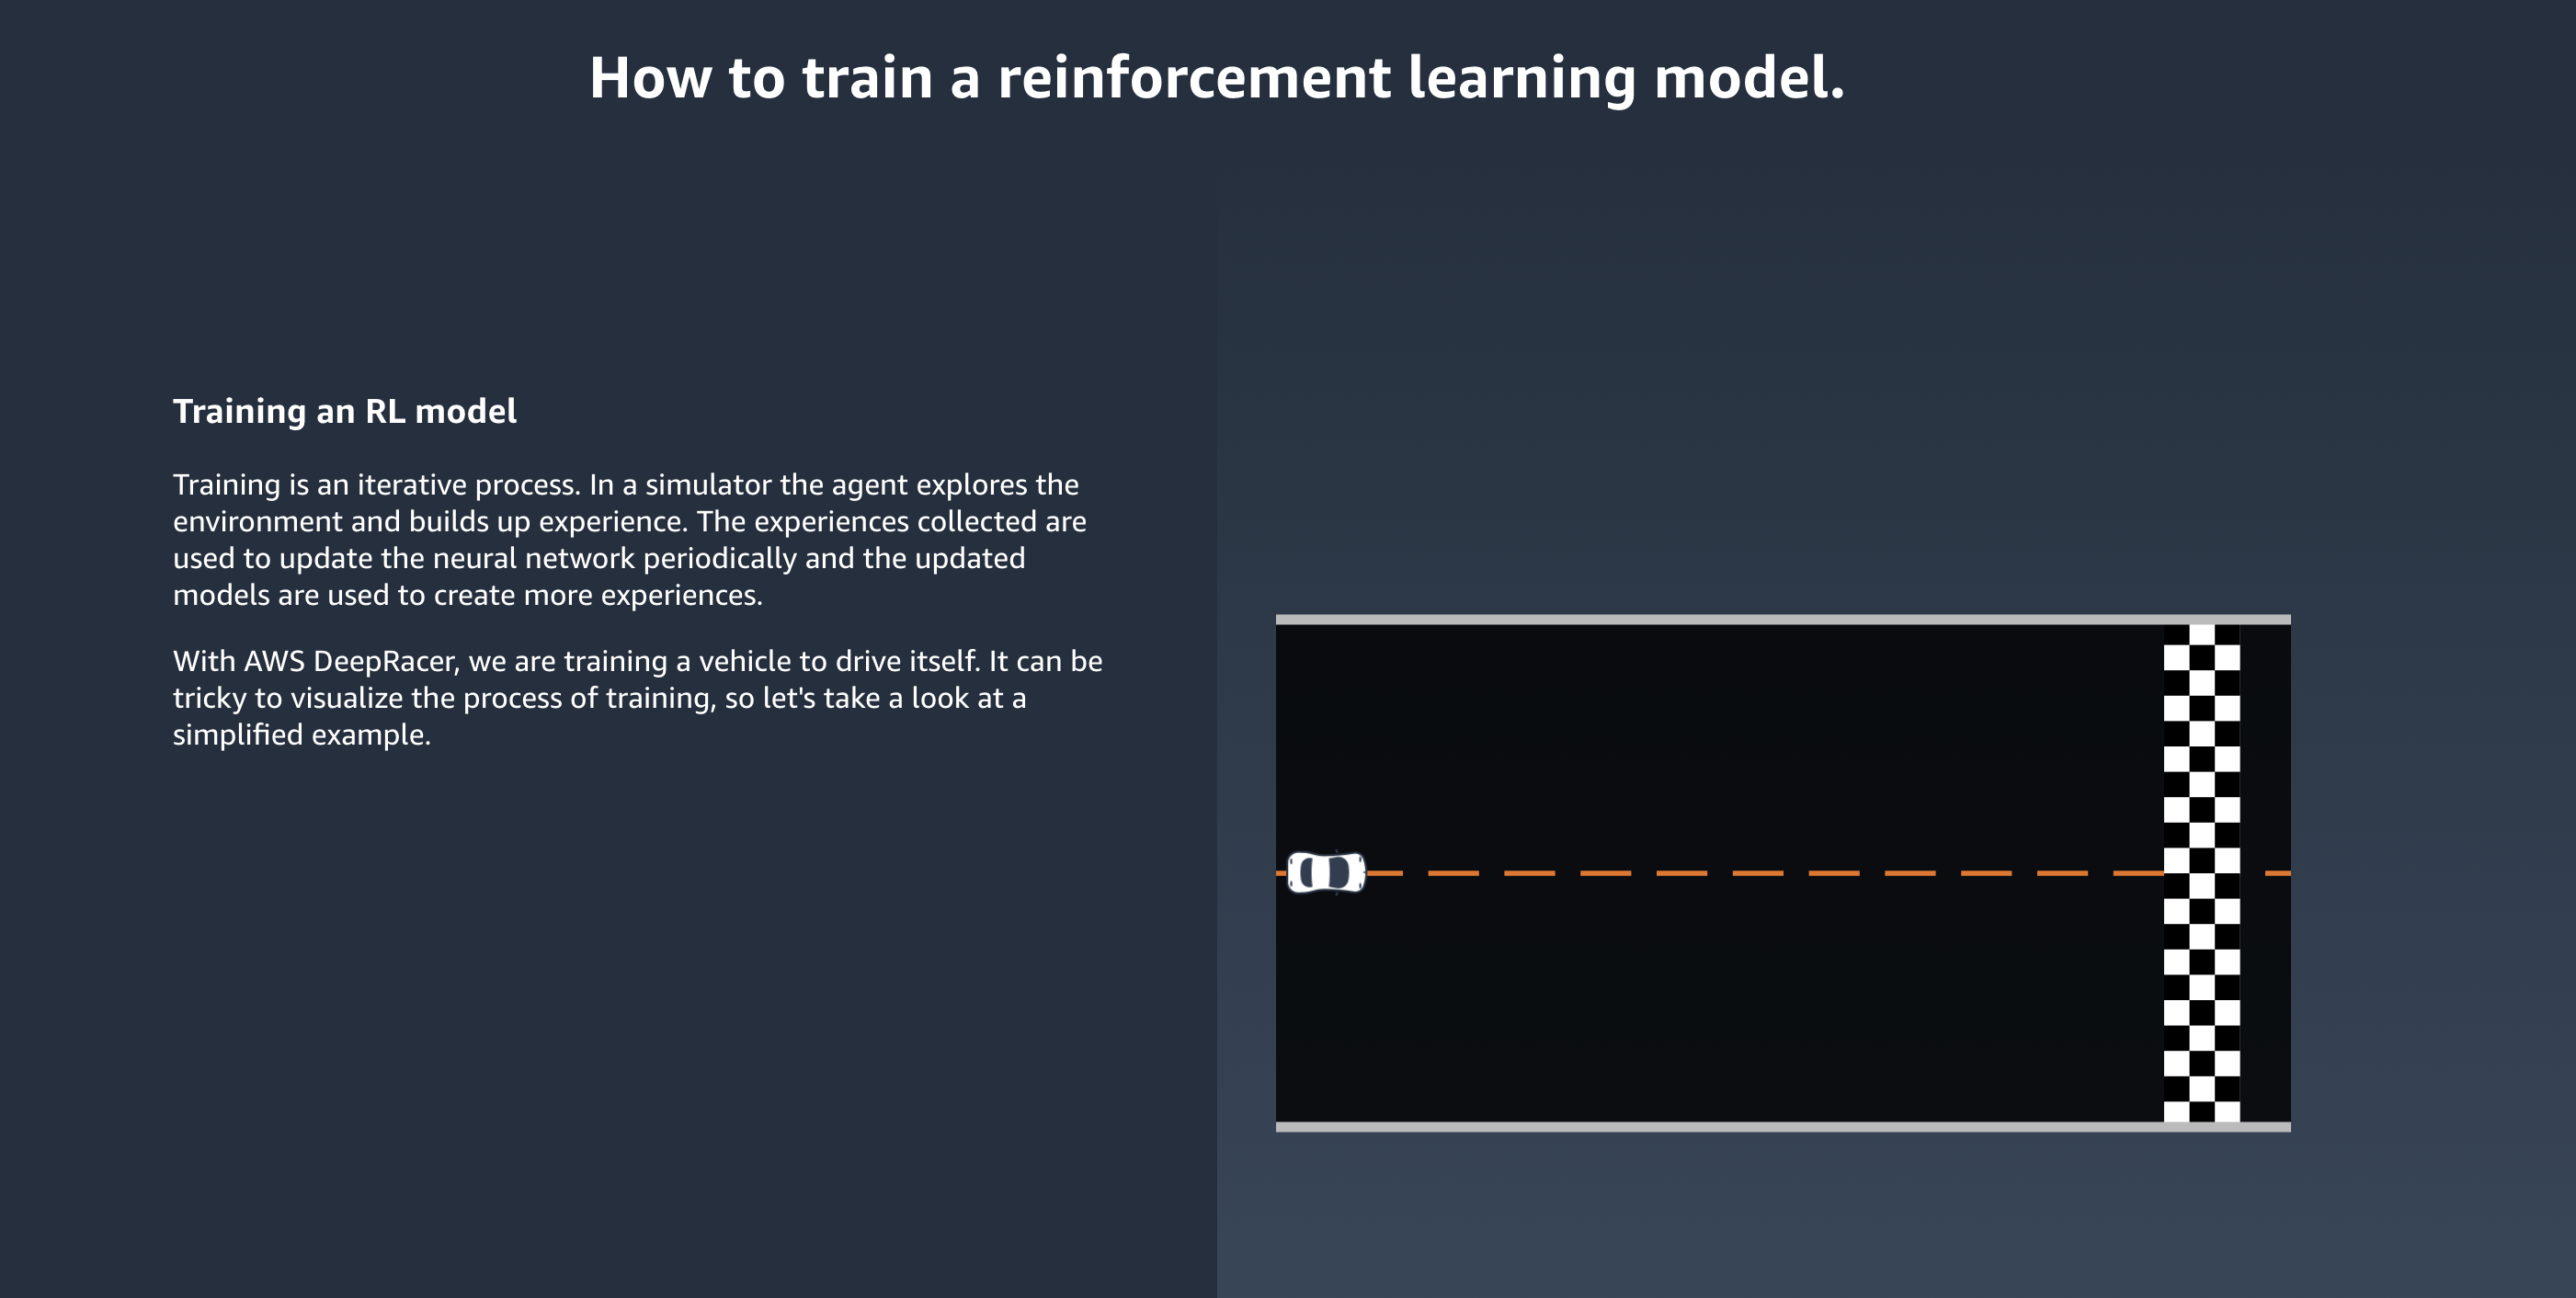 How to train a reinforcement learning model.
Training an RL model
Training is an iterative process. In a simulator the agent explores the
environment and builds up experience. The experiences collected are
used to update the neural network periodically and the updated
models are used to create more experiences.
With AWS DeepRacer, we are training a vehicle to drive itself. It can be
tricky to visualize the process of training, so let's take a look at a
simplified example.